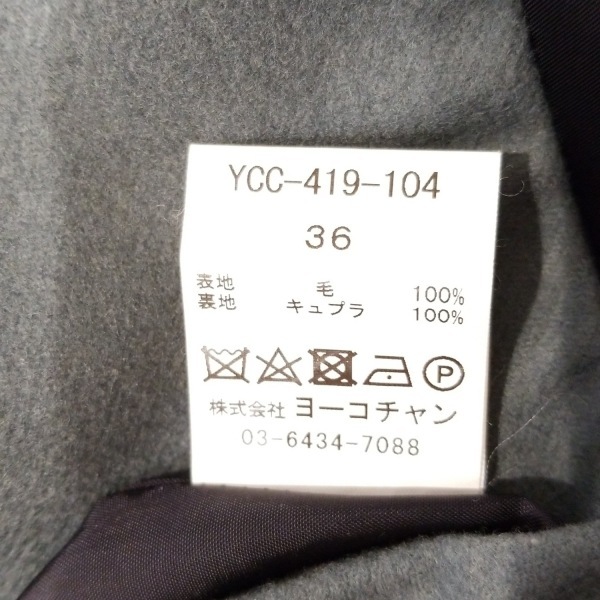 YCC-419-104
36
表地 毛 100%
裏地 キュプラ 100%
P
株式会社 ヨーコチャン
03-6434-7088